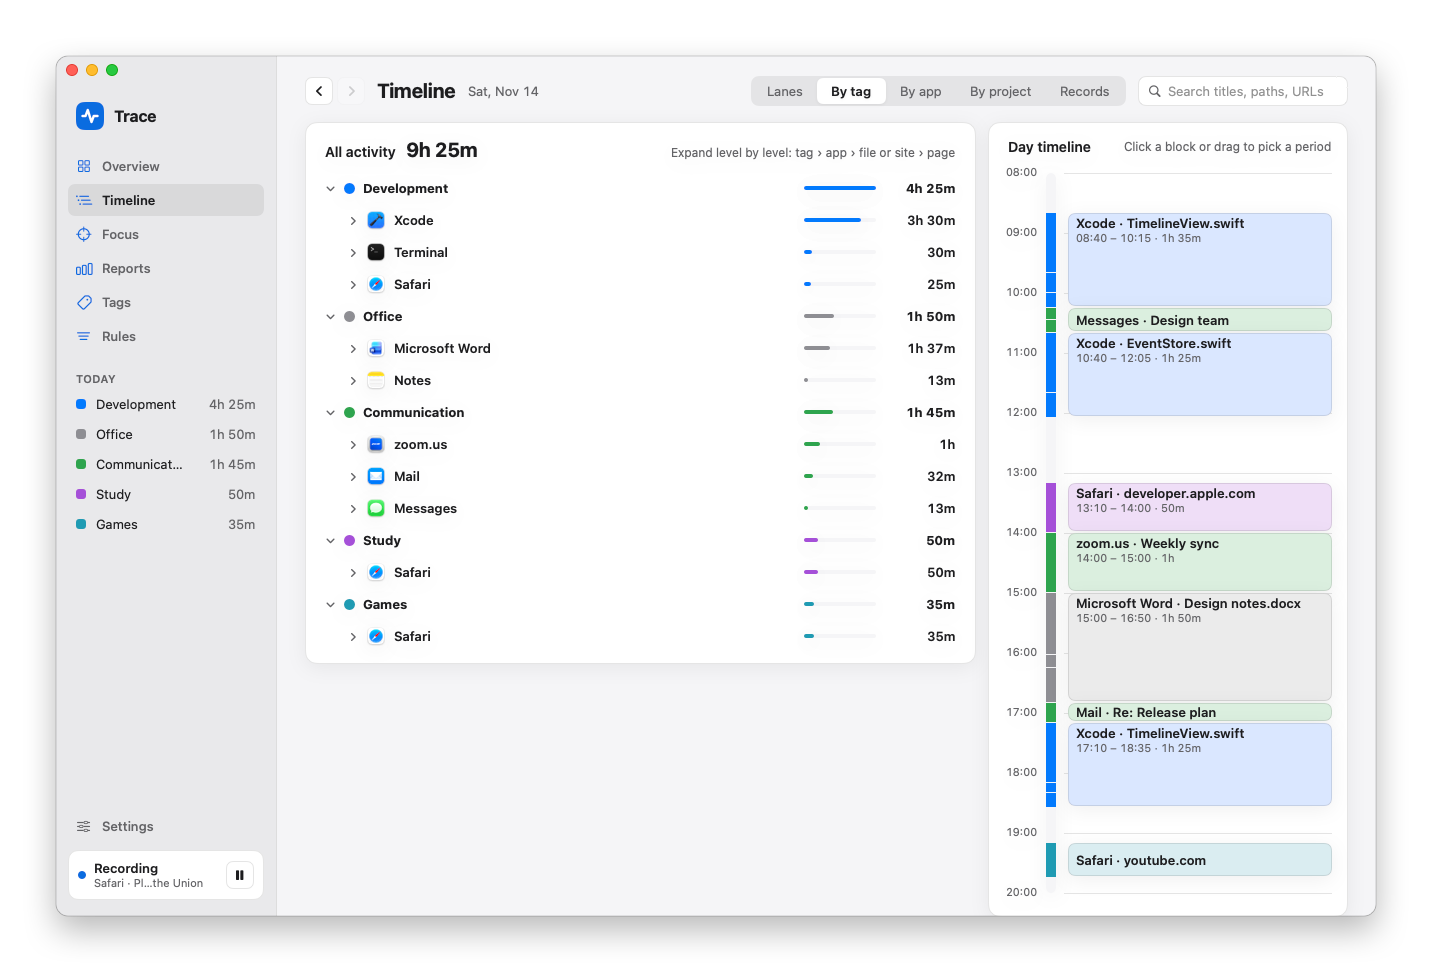 Trace
Overview
Timeline
Focus
Reports
Tags
Rules
TODAY
Development 4h 25m
Office 1h 50m
Communicat... 1h 45m
Study 50m
Games 35m
Settings
Recording
Safari · Pl...the Union
Timeline Sat, Nov 14
Lanes By tag By app By project Records
Search titles, paths, URLs
All activity 9h 25m
Expand level by level: tag › app › file or site › page
Development 4h 25m
Xcode 3h 30m
Terminal 30m
Safari 25m
Office 1h 50m
Microsoft Word 1h 37m
Notes 13m
Communication 1h 45m
zoom.us 1h
Mail 32m
Messages 13m
Study 50m
Safari 50m
Games 35m
Safari 35m
Day timeline Click a block or drag to pick a period
08:00
Xcode · TimelineView.swift
09:00
08:40 – 10:15 · 1h 35m
10:00
Messages · Design team
Xcode · EventStore.swift
11:00
10:40 – 12:05 · 1h 25m
12:00
13:00
Safari · developer.apple.com
13:10 – 14:00 · 50m
14:00
zoom.us · Weekly sync
14:00 – 15:00 · 1h
15:00
Microsoft Word · Design notes.docx
15:00 – 16:50 · 1h 50m
16:00
17:00
Mail · Re: Release plan
Xcode · TimelineView.swift
17:10 – 18:35 · 1h 25m
18:00
19:00
Safari · youtube.com
20:00